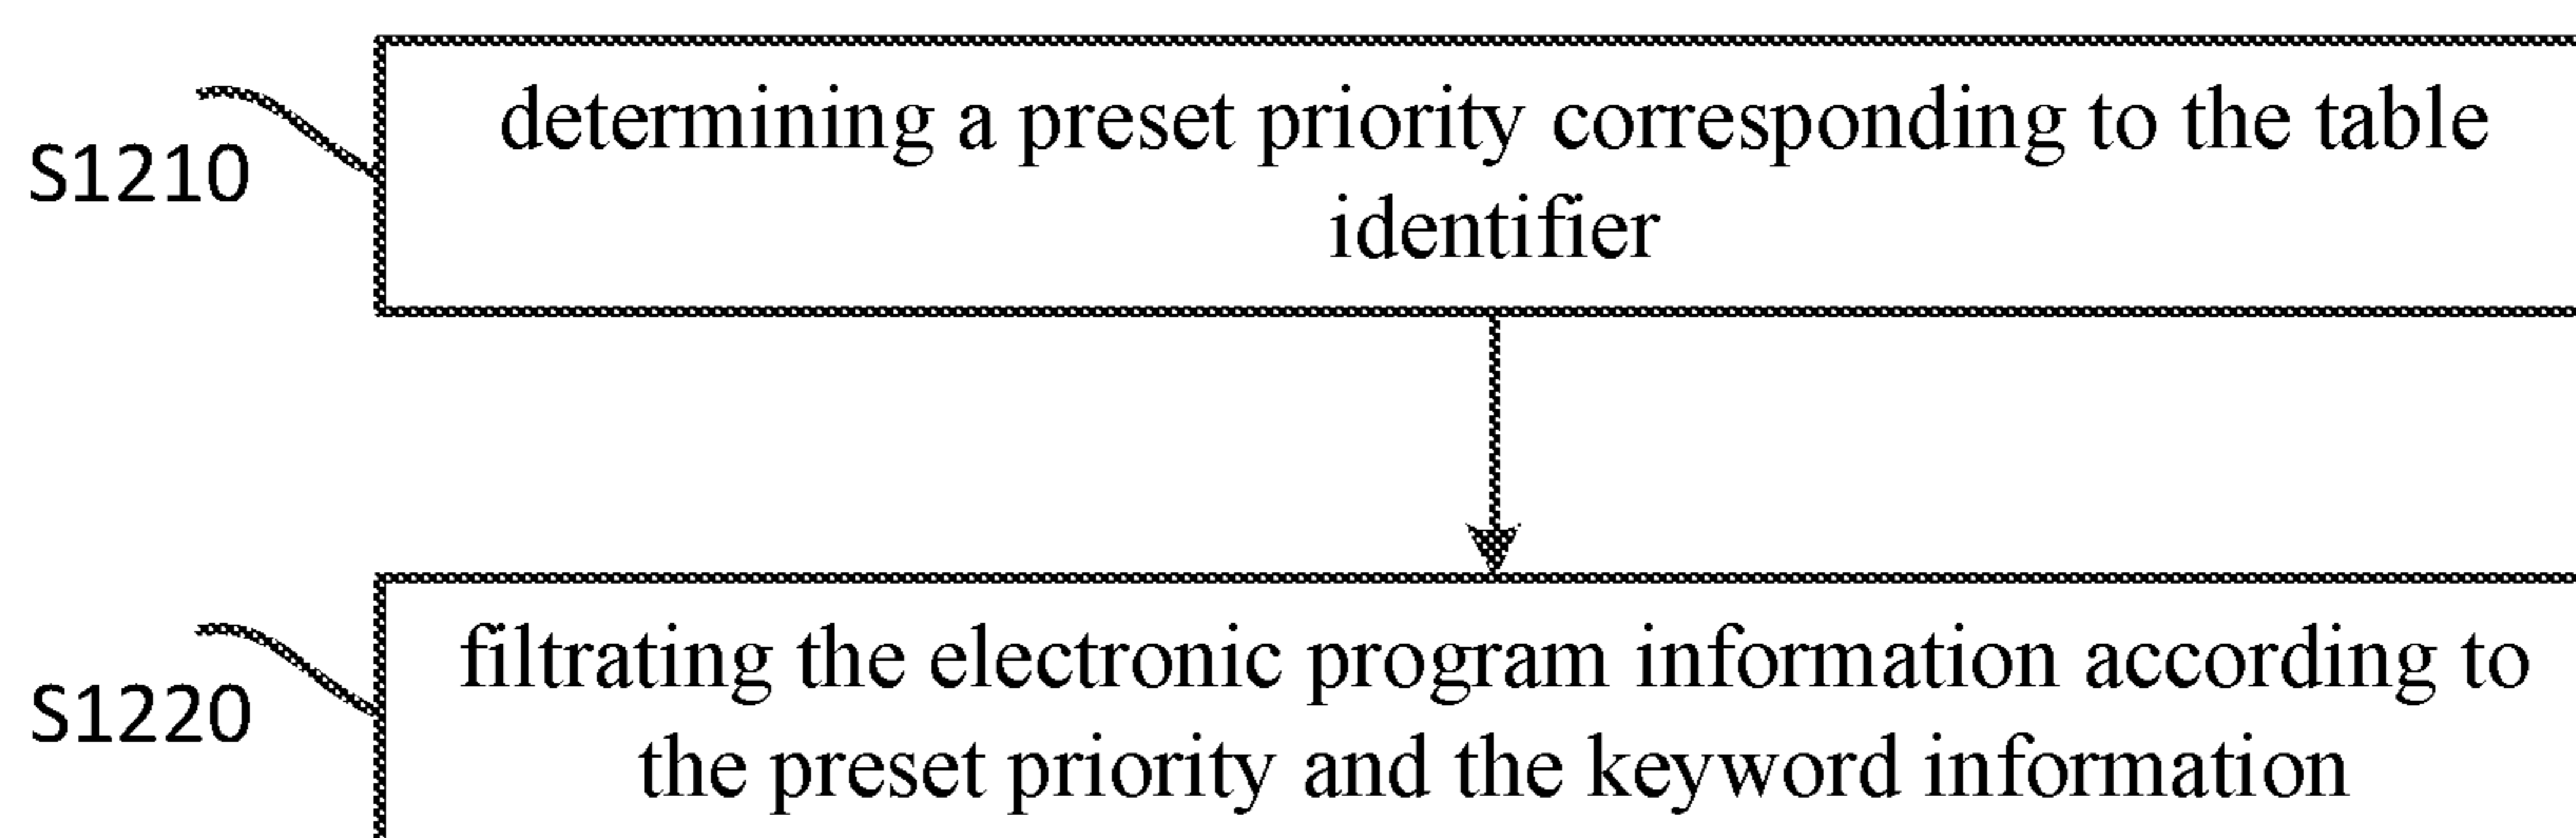 determining a preset priority corresponding to the table
S1210
identifier
filtrating the electronic program information according to
S1220
the preset priority and the keyword information